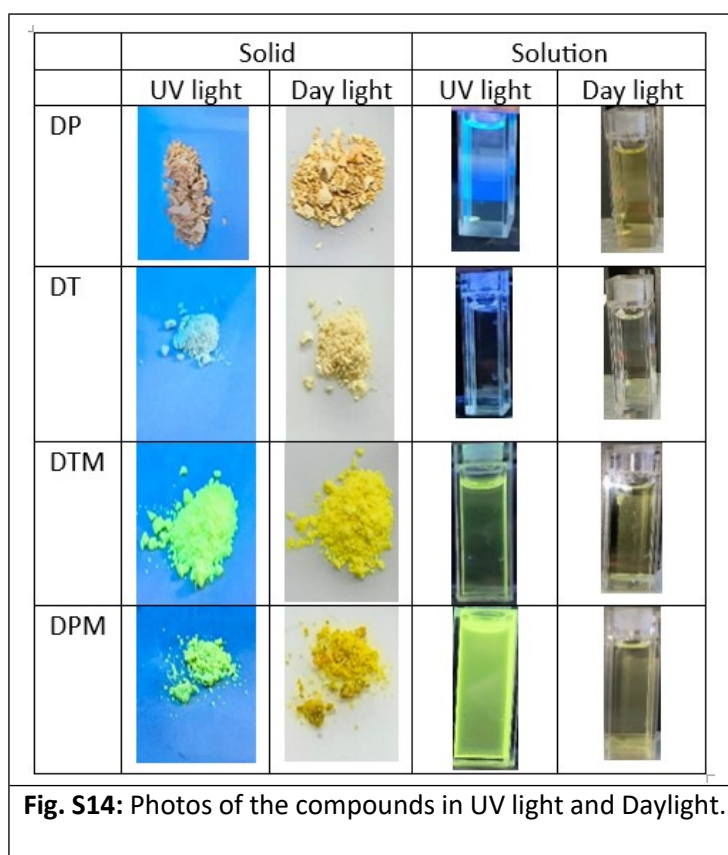 Solid Solution
UV light Day light UV light Day light
DP
DT
DTM
DPM
Fig. S14: Photos of the compounds in UV light and Daylight.